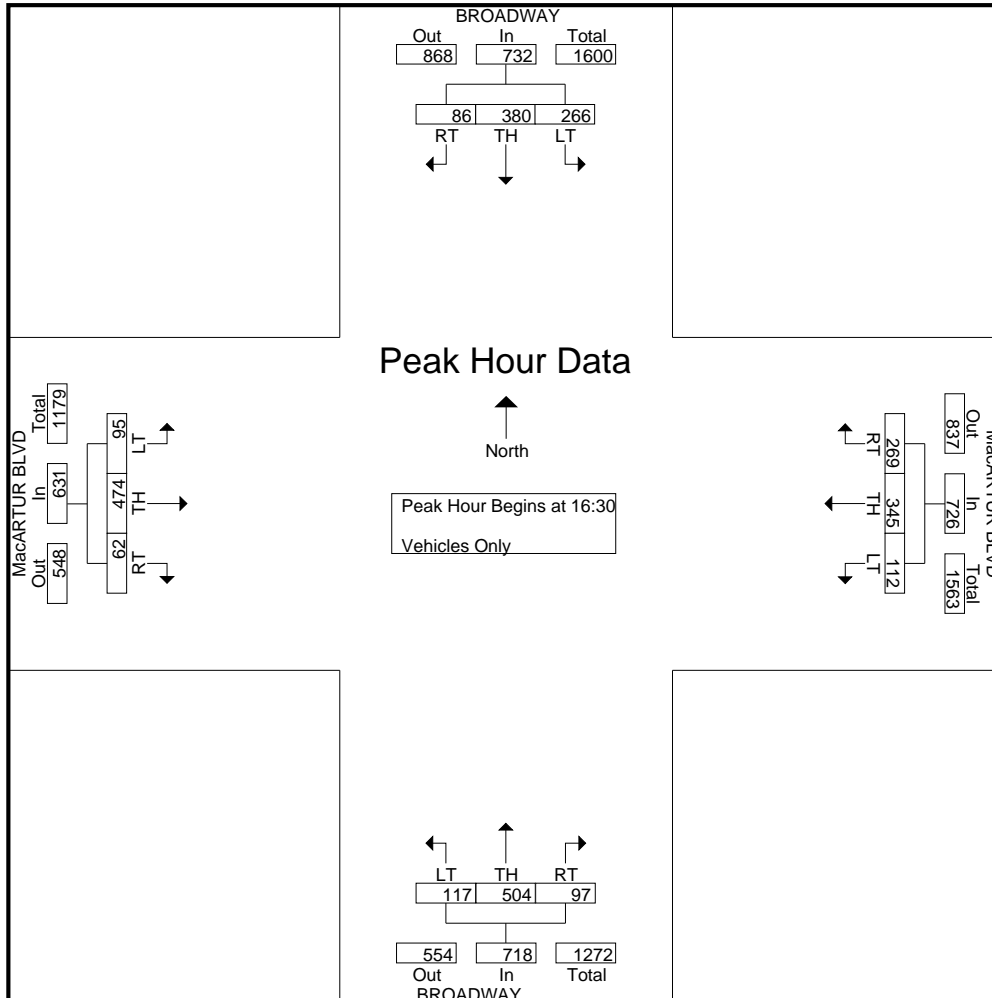 BROADWAY
Out In Total
868 732 1600
86 380 266
RT TH LT
Peak Hour Data
North
Peak Hour Begins at 16:30
Vehicles Only
MacARTUR BLVD
Total In Out
1179 631 548
95 474 62
LT TH RT
MacARTUR BLVD
Out In Total
837 726 1563
269 345 112
RT TH LT
LT TH RT
117 504 97
554 718 1272
Out In Total
BROADWAY